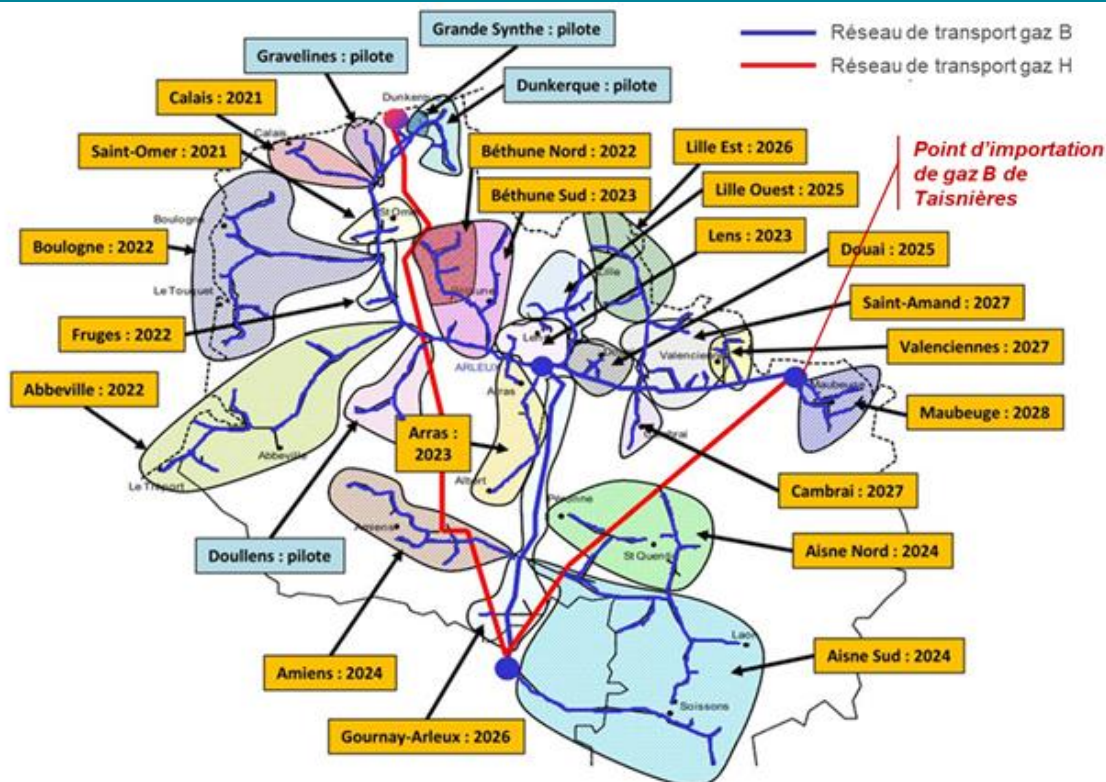 Grande Synthe : pilote
Gravelines : pilote
Dunkerque : pilote
Calais : 2021
Saint-Omer : 2021
Béthune Nord : 2022
Béthune Sud : 2023
Lille Est : 2026
Lille Ouest : 2025
Lens : 2023
Douai : 2025
Saint-Amand : 2027
Valenciennes : 2027
Maubeuge : 2028
Cambrai : 2027
Boulogne : 2022
Fruges : 2022
Abbeville : 2022
Arras :
2023
Doullens : pilote
Amiens : 2024
Gournay-Arleux : 2026
Aisne Nord : 2024
Aisne Sud : 2024
Réseau de transport gaz B
Réseau de transport gaz H
Point d'importation
de gaz B de
Taisnières
Dunkerque
Calais
Boulogne
Le Touquet
Lille
ARLEUX
Arras
Albert
Abbeville
Le Tréport
Amiens
Péronne
Maubeuge
Laon
Soissons